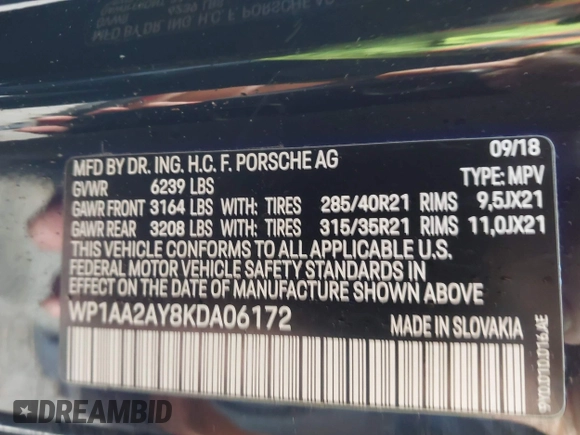 MFD BY DR. ING. H.C. F. PORSCHE AG 09/18
GVWR 6239 LBS TYPE: MPV
GAWR FRONT 3164 LBS WITH: TIRES 285/40R21 RIMS 9,5JX21
GAWR REAR 3208 LBS WITH: TIRES 315/35R21 RIMS 11,0JX21
THIS VEHICLE CONFORMS TO ALL APPLICABLE U.S.
FEDERAL MOTOR VEHICLE SAFETY STANDARDS IN
EFFECT ON THE DATE OF MANUFACTURE SHOWN ABOVE.
WP1AA2AY8KDA06172 MADE IN SLOVAKIA
DREAMBID